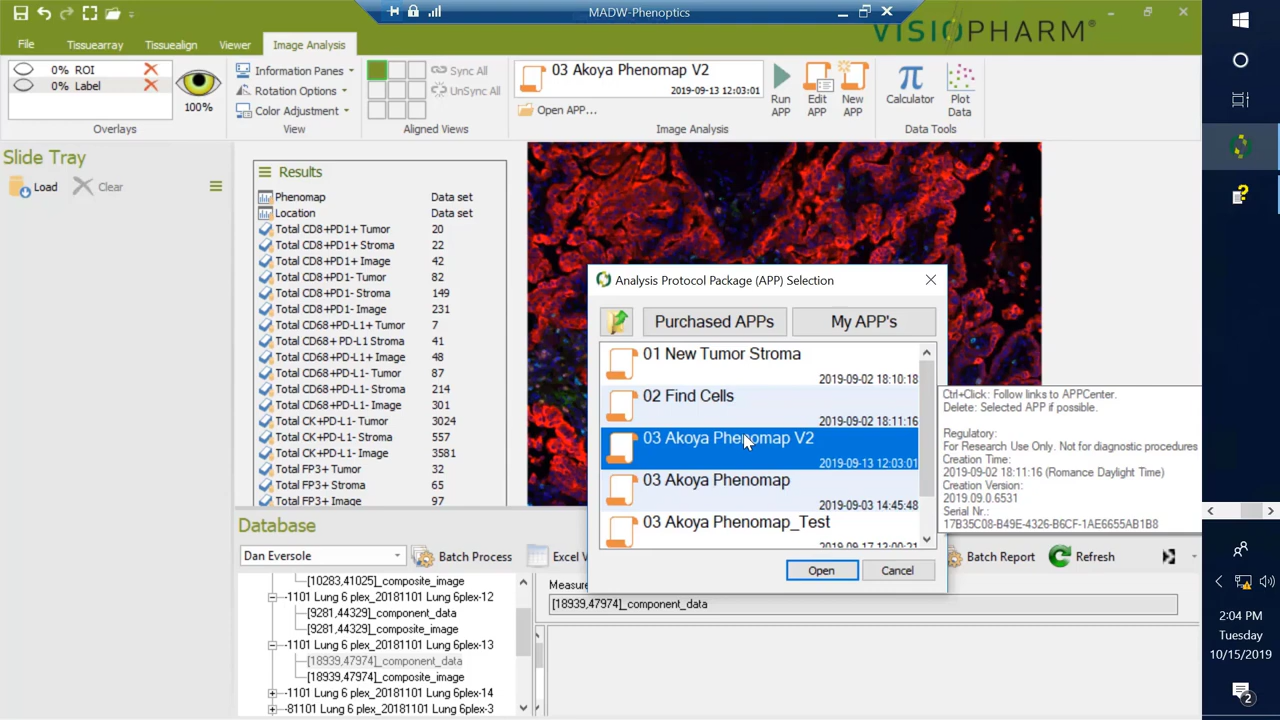 MADW-Phenoptics
VISIOPHARM®
File
Tissuearray
Tissuealign
Viewer
Image Analysis
0% ROI
0% Label
100%
Overlays
Information Panes
Rotation Options
Color Adjustment
View
Sync All
UnSync All
Aligned Views
03 Akoya Phenomap V2
2019-09-13 12:03:01
Open APP...
Run APP
Edit APP
New APP
Image Analysis
Calculator
Plot Data
Data Tools
Slide Tray
Load
Clear
Results
Phenomap Data set
Location Data set
Total CD8+PD1+ Tumor 20
Total CD8+PD1+ Stroma 22
Total CD8+PD1+ Image 42
Total CD8+PD1- Tumor 82
Total CD8+PD1- Stroma 149
Total CD8+PD1- Image 231
Total CD68+PD-L1+ Tumor 7
Total CD68+ PD-L1 Stroma 41
Total CD68+PD-L1+ Image 48
Total CD68+PD-L1- Tumor 87
Total CD68+PD-L1- Stroma 214
Total CD68+PD-L1- Image 301
Total CK+PD-L1- Tumor 3024
Total CK+PD-L1- Stroma 557
Total CK+PD-L1- Image 3581
Total FP3+ Tumor 32
Total FP3+ Stroma 65
Total FP3+ Image 97
Analysis Protocol Package (APP) Selection
Purchased APPs
My APP's
01 New Tumor Stroma
2019-09-02 18:10:18
02 Find Cells
2019-09-02 18:11:16
03 Akoya Phenomap V2
2019-09-13 12:03:01
03 Akoya Phenomap
2019-09-03 14:45:48
03 Akoya Phenomap_Test
2019-09-17 13:00:21
Open
Cancel
Ctrl+Click: Follow links to APPCenter.
Delete: Selected APP if possible.
Regulatory:
For Research Use Only. Not for diagnostic procedures
Creation Time:
2019-09-02 18:11:16 (Romance Daylight Time)
Creation Version:
2019.09.0.6531
Serial Nr.:
17B35C08-B49E-4326-B6CF-1AE6655AB1B8
Database
Dan Eversole
Batch Process
Excel
Batch Report
Refresh
[10283,41025]_composite_image
-1101 Lung 6 plex_20181101 Lung 6plex-12
[9281,44329]_component_data
[9281,44329]_composite_image
-1101 Lung 6 plex_20181101 Lung 6plex-13
[18939,47974]_component_data
[18939,47974]_composite_image
-1101 Lung 6 plex_20181101 Lung 6plex-14
-81101 Lung 6 plex_20181101 Lung 6plex-8
[18939,47974]_component_data
2:04 PM
Tuesday
10/15/2019
2